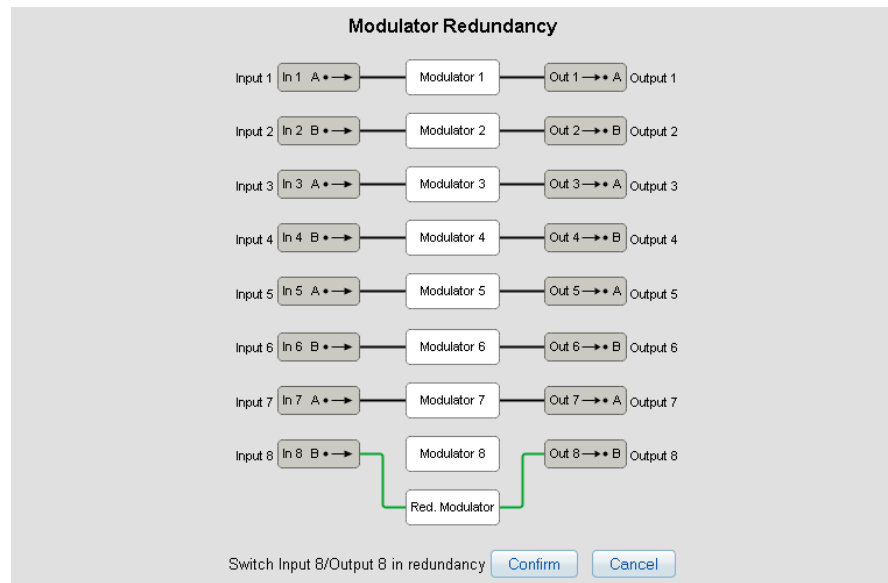 Modulator Redundancy
Input 1 In 1 A •→ Modulator 1 Out 1 →• A Output 1
Input 2 In 2 B •→ Modulator 2 Out 2 →• B Output 2
Input 3 In 3 A •→ Modulator 3 Out 3 →• A Output 3
Input 4 In 4 B •→ Modulator 4 Out 4 →• B Output 4
Input 5 In 5 A •→ Modulator 5 Out 5 →• A Output 5
Input 6 In 6 B •→ Modulator 6 Out 6 →• B Output 6
Input 7 In 7 A •→ Modulator 7 Out 7 →• A Output 7
Input 8 In 8 B •→ Modulator 8 Out 8 →• B Output 8
Red. Modulator
Switch Input 8/Output 8 in redundancy Confirm Cancel